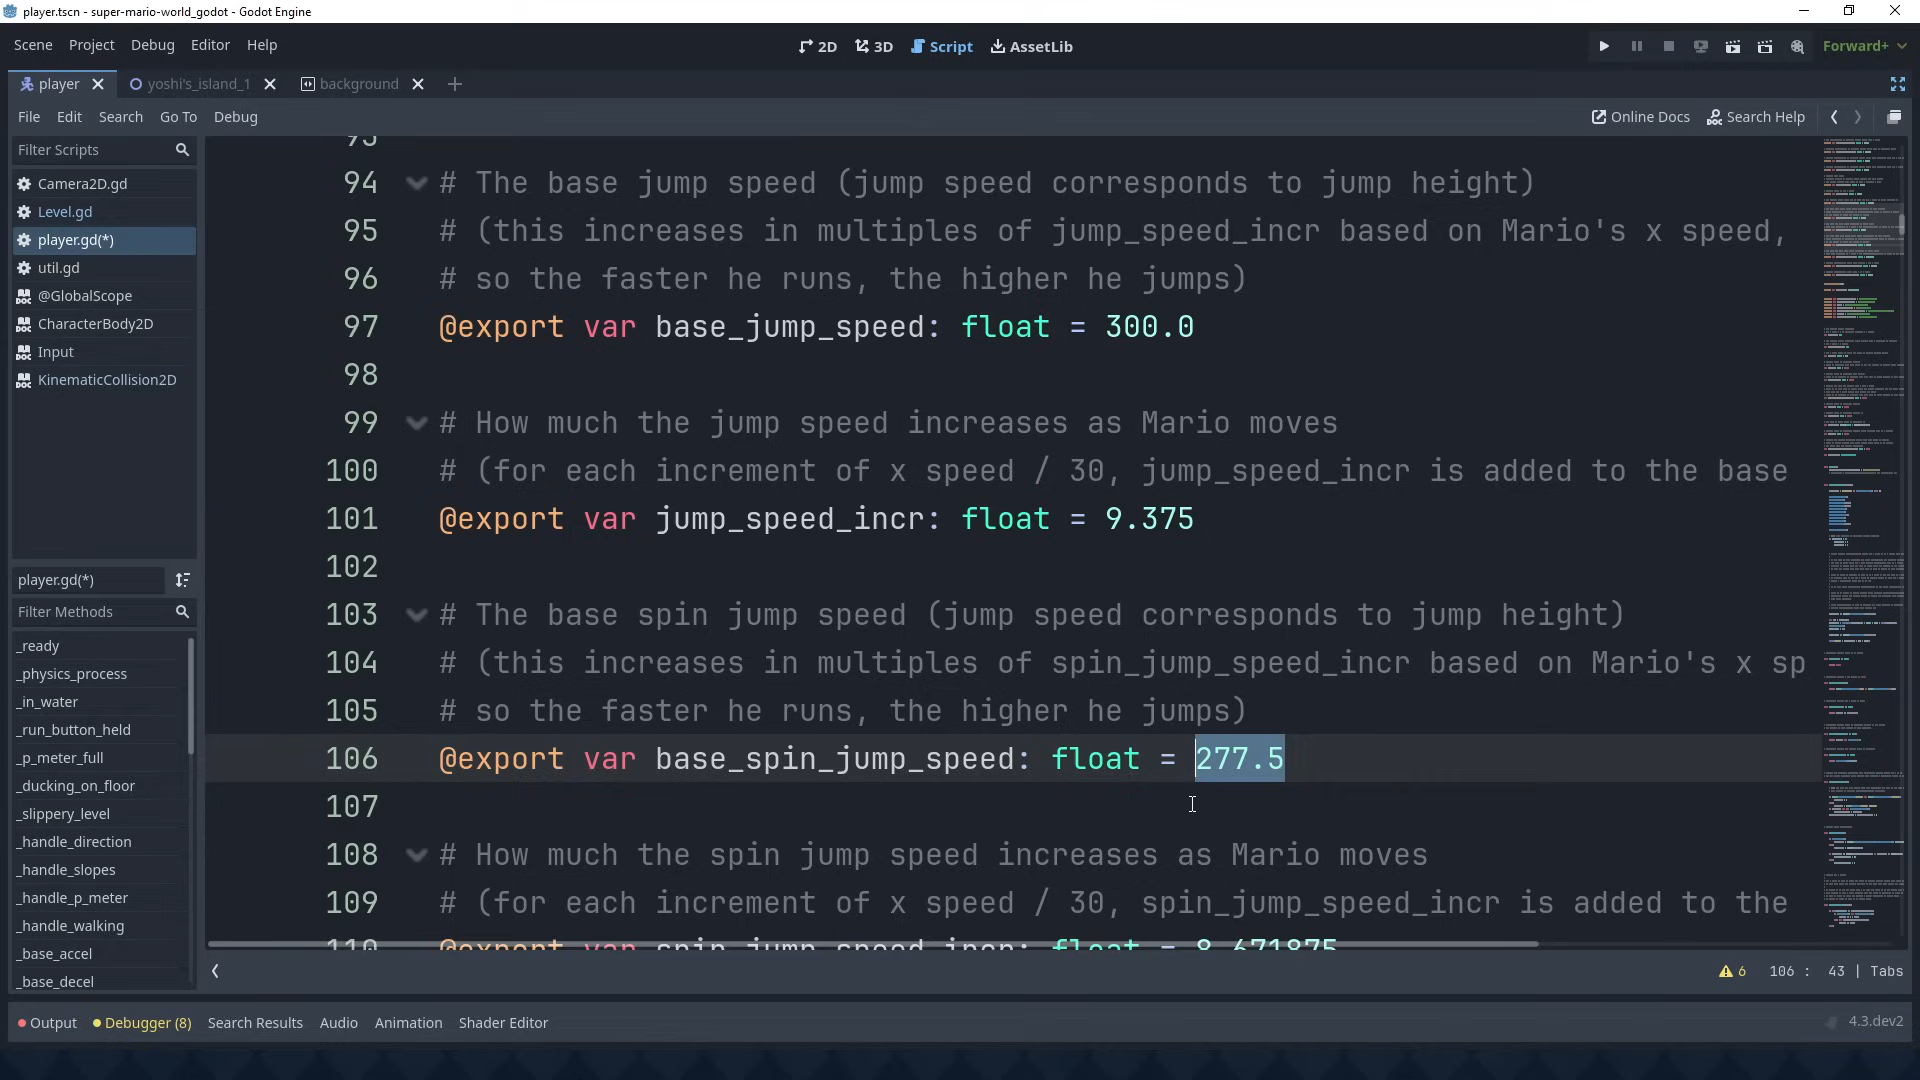 player.tscn - super-mario-world_godot - Godot Engine
Scene Project Debug Editor Help
2D 3D Script AssetLib
Forward+
player yoshi's_island_1 background
File Edit Search Go To Debug
Online Docs Search Help
Filter Scripts
Camera2D.gd
Level.gd
player.gd(*)
util.gd
@GlobalScope
CharacterBody2D
Input
KinematicCollision2D
player.gd(*)
Filter Methods
_ready
_physics_process
_in_water
_run_button_held
_p_meter_full
_ducking_on_floor
_slippery_level
_handle_direction
_handle_slopes
_handle_p_meter
_handle_walking
_base_accel
_base_decel
93
94 # The base jump speed (jump speed corresponds to jump height)
95 # (this increases in multiples of jump_speed_incr based on Mario's x speed,
96 # so the faster he runs, the higher he jumps)
97 @export var base_jump_speed: float = 300.0
98
99 # How much the jump speed increases as Mario moves
100 # (for each increment of x speed / 30, jump_speed_incr is added to the base
101 @export var jump_speed_incr: float = 9.375
102
103 # The base spin jump speed (jump speed corresponds to jump height)
104 # (this increases in multiples of spin_jump_speed_incr based on Mario's x sp
105 # so the faster he runs, the higher he jumps)
106 @export var base_spin_jump_speed: float = 277.5
107
108 # How much the spin jump speed increases as Mario moves
109 # (for each increment of x speed / 30, spin_jump_speed_incr is added to the
110 @export var spin_jump_speed_incr: float = 8.671875
6 106 : 43 | Tabs
Output Debugger (8) Search Results Audio Animation Shader Editor
4.3.dev2